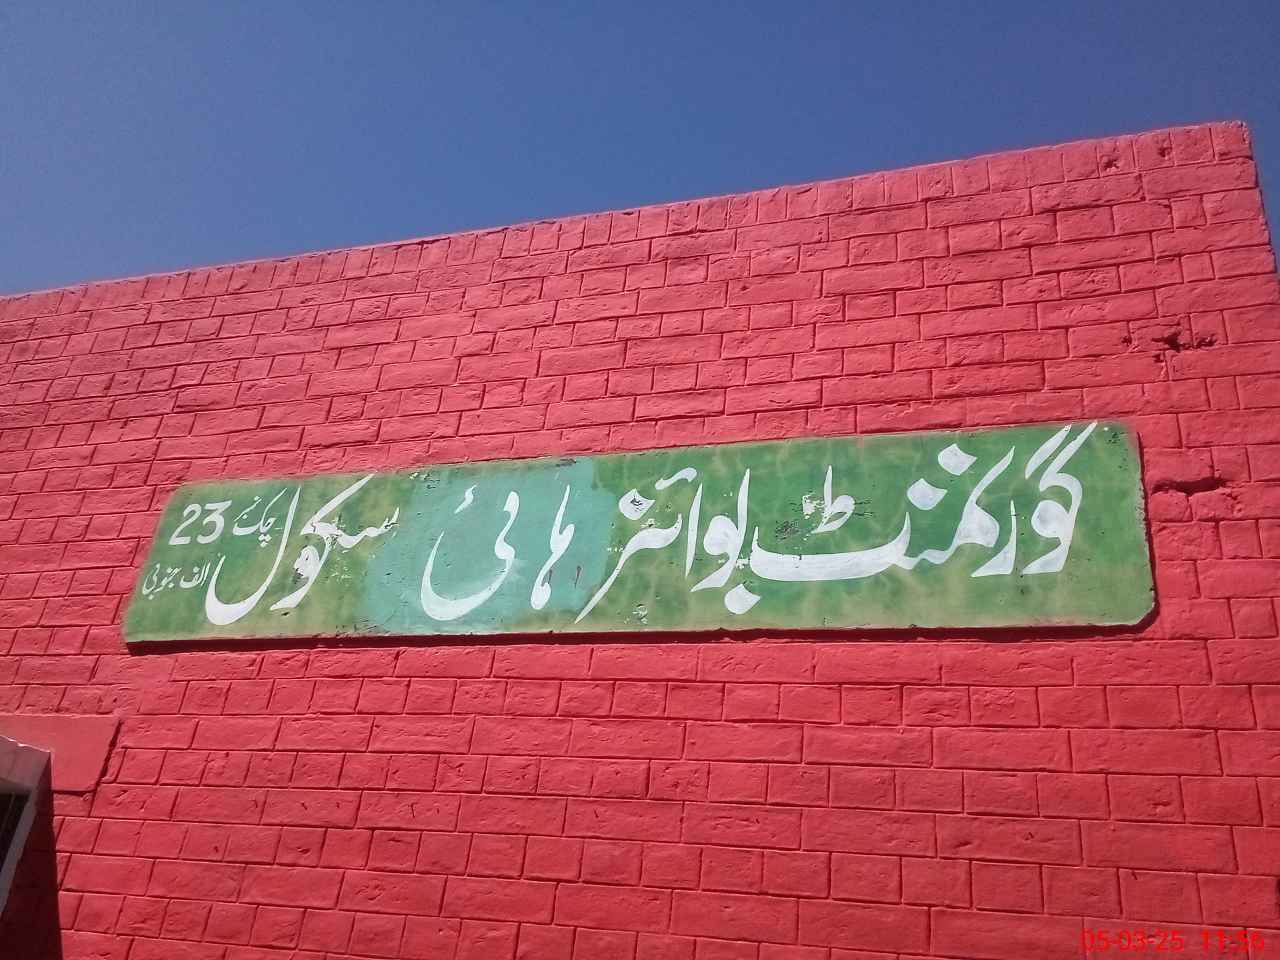 گورنمنٹ بوائز ہائی سکول چک نمبر 23
الف جنوبی
05-03-25 11:56